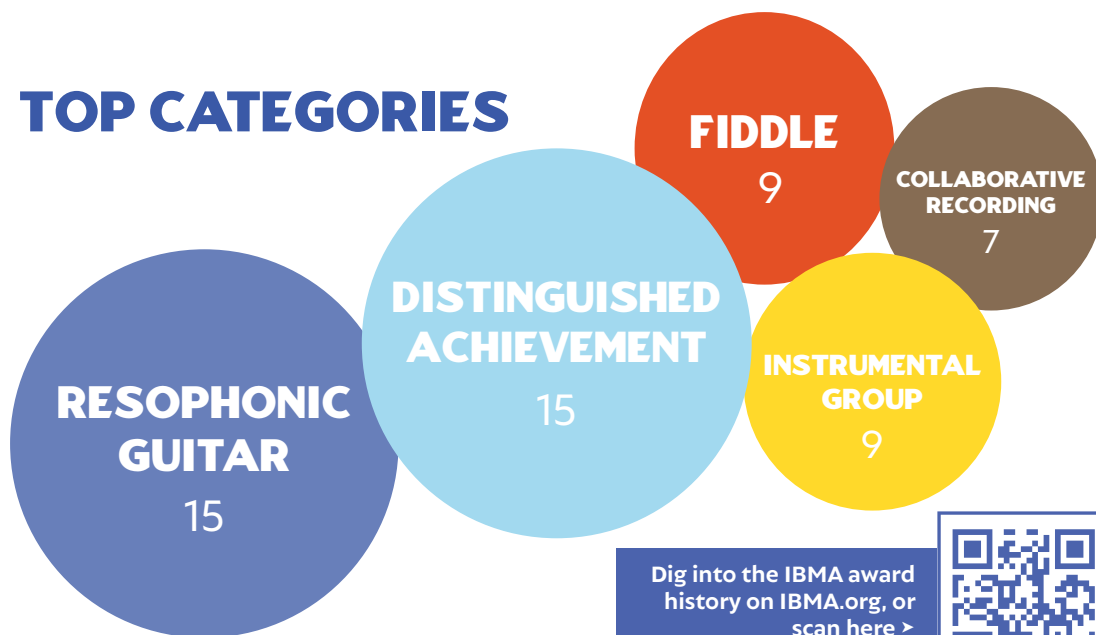 TOP CATEGORIES
RESOPHONIC
GUITAR
15
DISTINGUISHED
ACHIEVEMENT
15
FIDDLE
9
COLLABORATIVE
RECORDING
7
INSTRUMENTAL
GROUP
9
Dig into the IBMA award
history on IBMA.org, or
scan here ➤